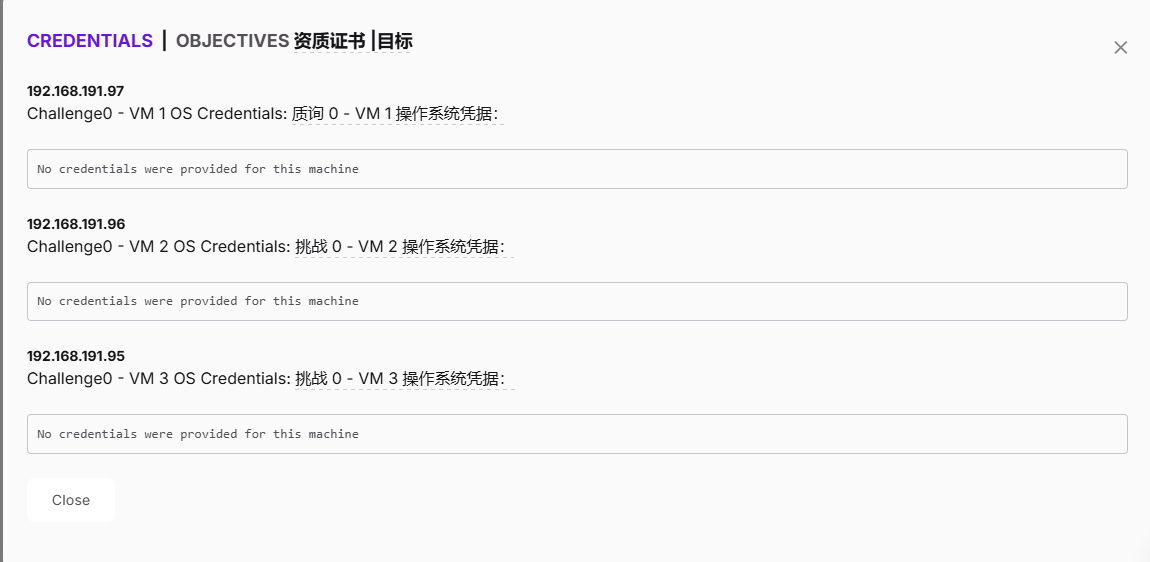 CREDENTIALS | OBJECTIVES 资质证书 |目标
192.168.191.97
Challenge0 - VM 1 OS Credentials: 质询 0 - VM 1 操作系统凭据：
No credentials were provided for this machine
192.168.191.96
Challenge0 - VM 2 OS Credentials: 挑战 0 - VM 2 操作系统凭据：
No credentials were provided for this machine
192.168.191.95
Challenge0 - VM 3 OS Credentials: 挑战 0 - VM 3 操作系统凭据：
No credentials were provided for this machine
Close